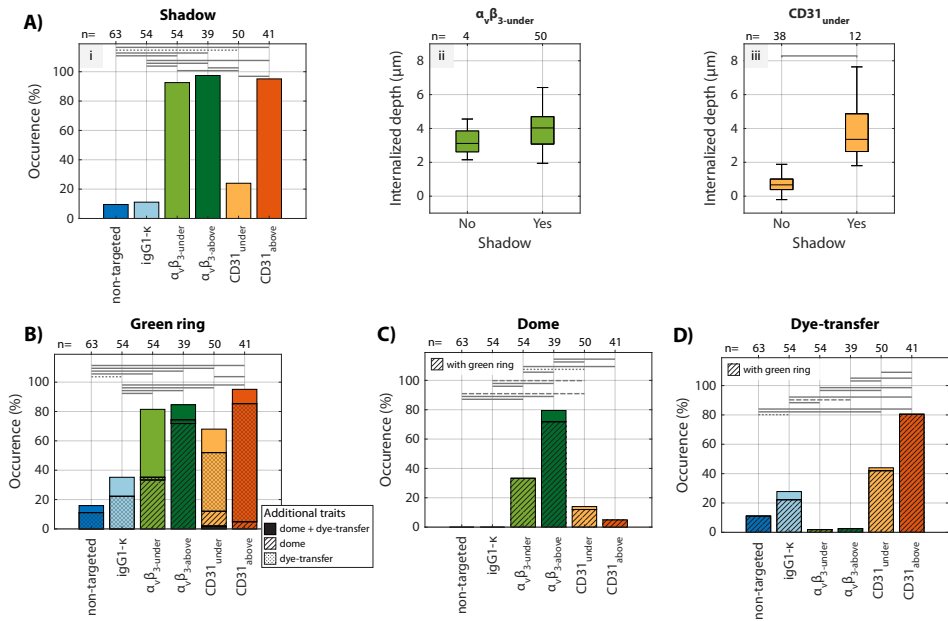 A)
Shadow
n= 63 54 54 39 50 41
i
100
80
60
40
20
0
Occurence (%)
non-targeted
igG1-κ
αvβ3-under
αvβ3-above
CD31under
CD31above
αvβ3-under
n= 4 50
ii
8
6
4
2
0
Internalized depth (μm)
No Yes
Shadow
CD31under
n= 38 12
iii
8
6
4
2
0
Internalized depth (μm)
No Yes
Shadow
B)
Green ring
n= 63 54 54 39 50 41
100
80
60
40
20
0
Occurence (%)
non-targeted
igG1-κ
αvβ3-under
αvβ3-above
CD31under
CD31above
Additional traits
dome + dye-transfer
dome
dye-transfer
C)
Dome
n= 63 54 54 39 50 41
with green ring
100
80
60
40
20
0
Occurence (%)
non-targeted
igG1-κ
αvβ3-under
αvβ3-above
CD31under
CD31above
D)
Dye-transfer
n= 63 54 54 39 50 41
with green ring
100
80
60
40
20
0
Occurence (%)
non-targeted
igG1-κ
αvβ3-under
αvβ3-above
CD31under
CD31above